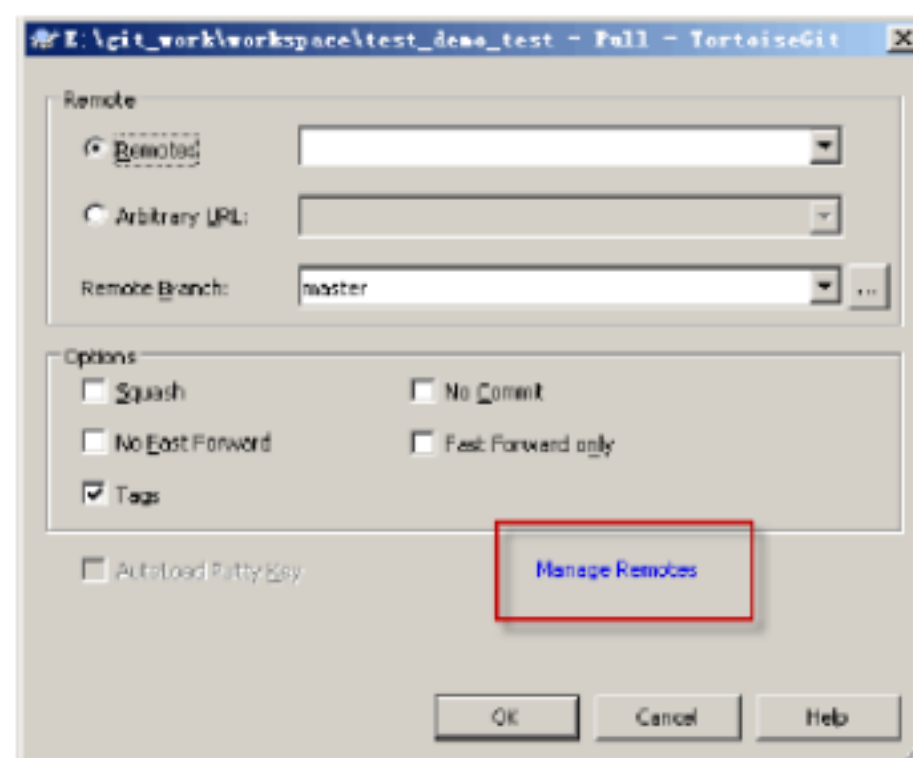 E:\git_work\workspace\test_demo_test - Pull - TortoiseGit
Remote
Remotes
Arbitrary URL:
Remote Branch: master ...
Options
Squash No Commit
No Fast Forward Fast Forward only
Tags
AutoLoad Putty Key Manage Remotes
OK Cancel Help